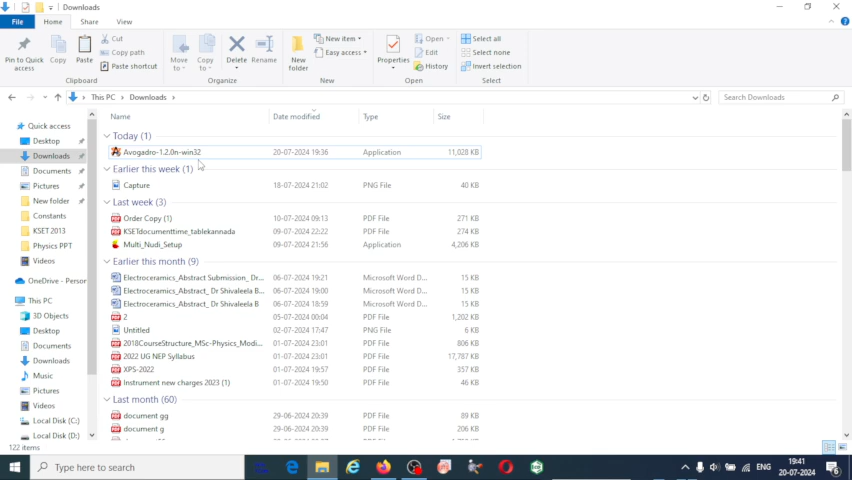 Downloads
File
Home
Share
View
Pin to Quick access
Copy
Paste
Cut
Copy path
Paste shortcut
Clipboard
Move to
Copy to
Delete
Rename
Organize
New folder
New item
Easy access
New
Properties
Open
Edit
History
Open
Select all
Select none
Invert selection
Select
This PC > Downloads >
Search Downloads
Quick access
Desktop
Downloads
Documents
Pictures
New folder
Constants
KSET 2013
Physics PPT
Videos
OneDrive - Person
This PC
3D Objects
Desktop
Documents
Downloads
Music
Pictures
Videos
Local Disk (C:)
Local Disk (D:)
Name Date modified Type Size
Today (1)
Avogadro-1.2.0n-win32 20-07-2024 19:36 Application 11,028 KB
Earlier this week (1)
Capture 18-07-2024 21:02 PNG File 40 KB
Last week (3)
Order Copy (1) 10-07-2024 09:13 PDF File 271 KB
KSETdocumenttime_tablekannada 09-07-2024 22:22 PDF File 274 KB
Multi_Nudi_Setup 09-07-2024 21:56 Application 4,206 KB
Earlier this month (9)
Electroceramics_Abstract Submission_ Dr... 06-07-2024 19:21 Microsoft Word D... 15 KB
Electroceramics_Abstract_ Dr Shivaleela B... 06-07-2024 19:00 Microsoft Word D... 15 KB
Electroceramics_Abstract_ Dr Shivaleela B 06-07-2024 18:59 Microsoft Word D... 15 KB
2 05-07-2024 00:04 PDF File 1,202 KB
Untitled 02-07-2024 17:47 PNG File 6 KB
2018CourseStructure_MSc-Physics_Modi... 01-07-2024 23:01 PDF File 806 KB
2022 UG NEP Syllabus 01-07-2024 23:01 PDF File 17,787 KB
XPS-2022 01-07-2024 19:57 PDF File 357 KB
Instrument new charges 2023 (1) 01-07-2024 19:50 PDF File 46 KB
Last month (60)
document gg 29-06-2024 20:39 PDF File 89 KB
document g 29-06-2024 20:39 PDF File 206 KB
122 items
Type here to search
ENG
19:41
20-07-2024